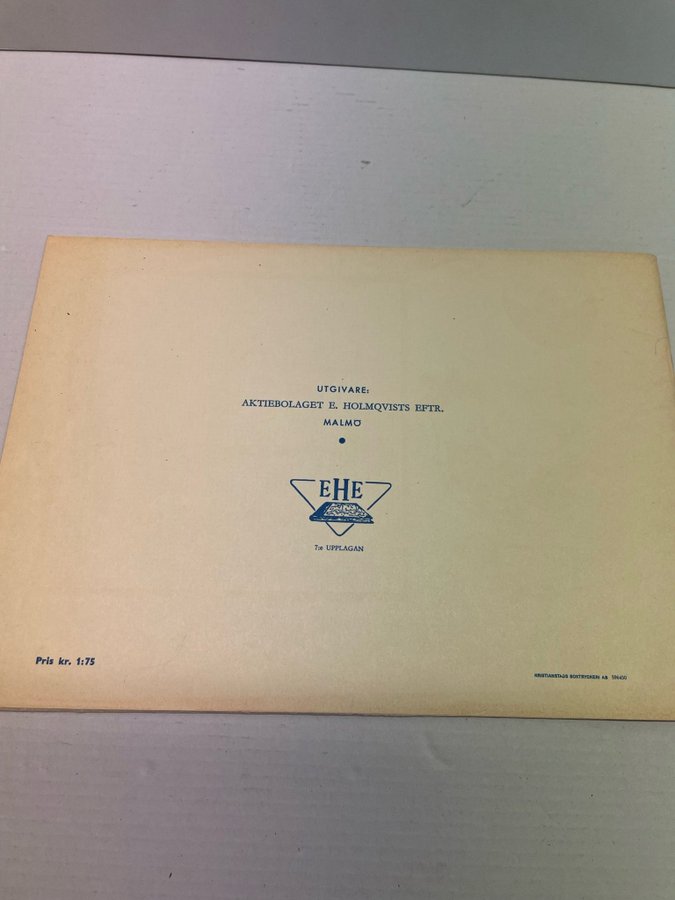 UTGIVARE:
AKTIEBOLAGET E. HOLMQVISTS EFTR.
MALMÖ
EHE
7:e UPPLAGAN
Pris kr. 1:75
KRISTIANSTADS BOKTRYCKERI AB